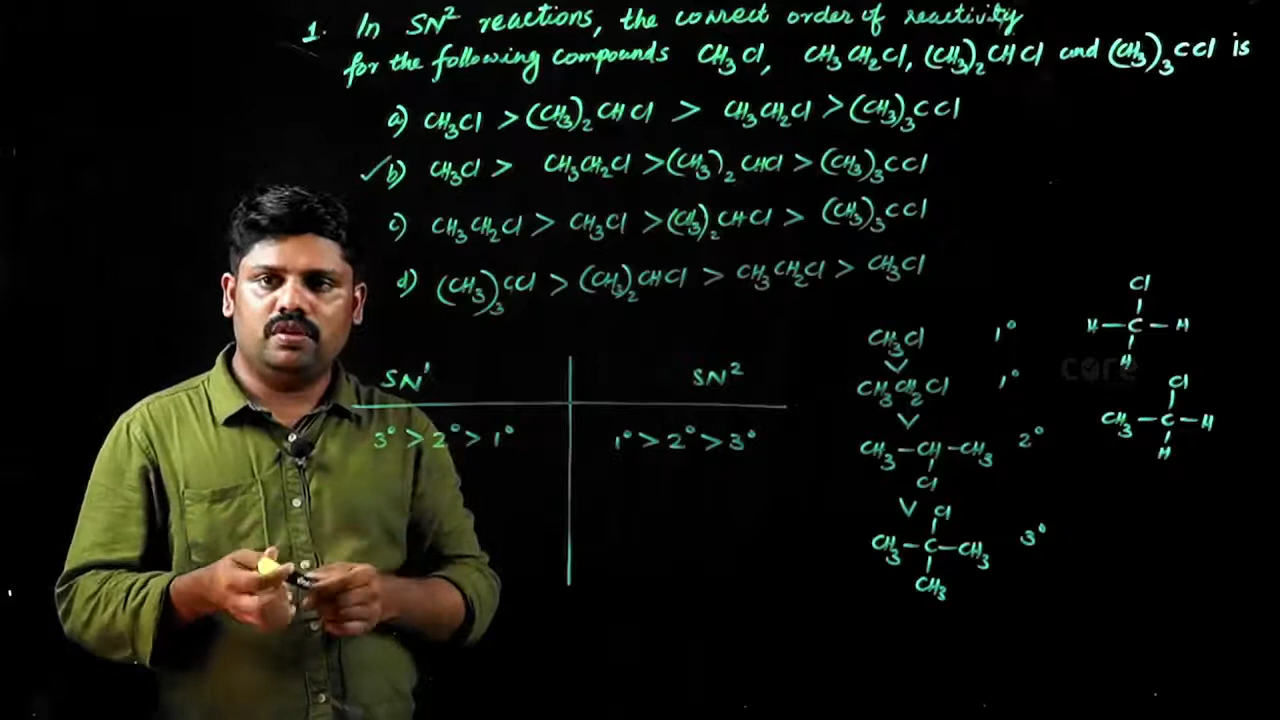 1. In SN² reactions, the correct order of reactivity
for the following compounds CH₃Cl, CH₃CH₂Cl, (CH₃)₂CHCl and (CH₃)₃CCl is
a) CH₃Cl > (CH₃)₂CHCl > CH₃CH₂Cl > (CH₃)₃CCl
✓b) CH₃Cl > CH₃CH₂Cl > (CH₃)₂CHCl > (CH₃)₃CCl
c) CH₃CH₂Cl > CH₃Cl > (CH₃)₂CHCl > (CH₃)₃CCl
d) (CH₃)₃CCl > (CH₃)₂CHCl > CH₃CH₂Cl > CH₃Cl
SN¹ SN²
3° > 2° > 1° 1° > 2° > 3°
CH₃Cl 1°
CH₃CH₂Cl 1°
CH₃–CH–CH₃ 2°
Cl
Cl
CH₃–C–CH₃ 3°
CH₃
Cl
H–C–H
H
core
Cl
CH₃–C–H
H